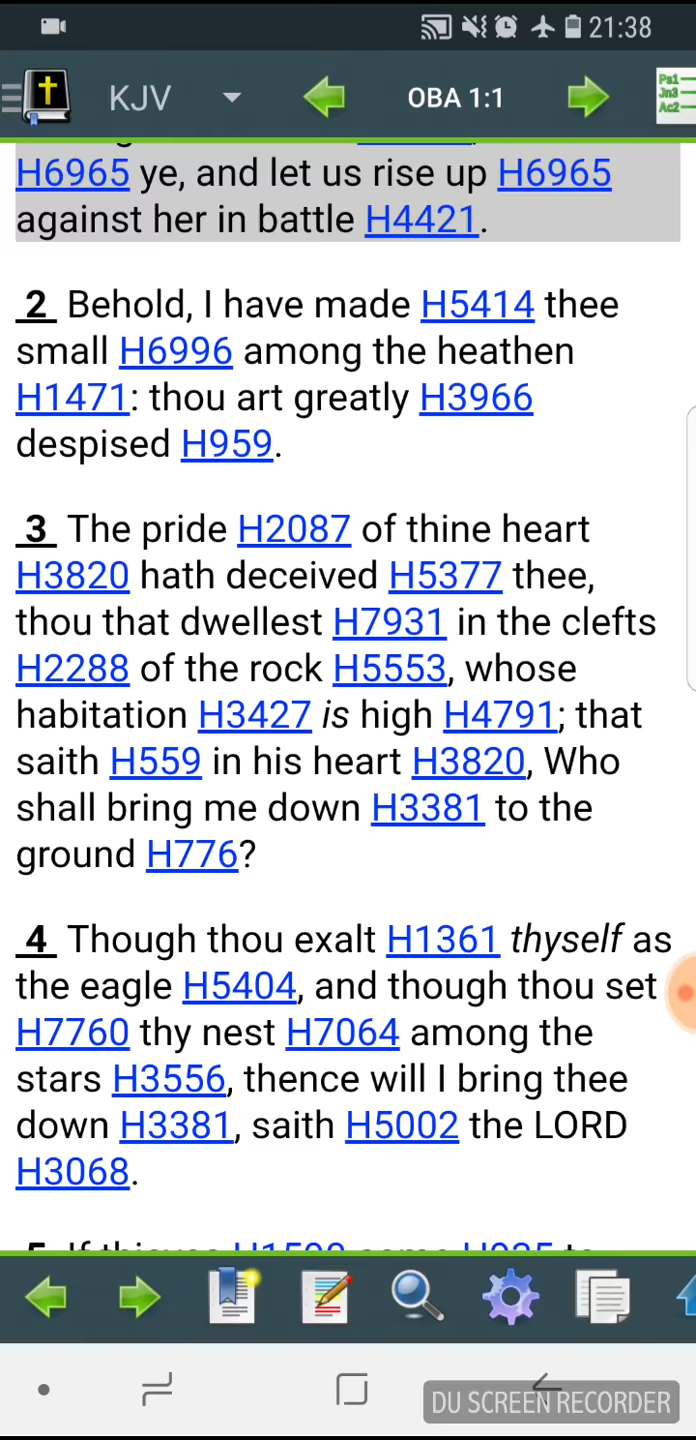 21:38
KJV
OBA 1:1
Ps1
Jn3
Ac2
H6965 ye, and let us rise up H6965
against her in battle H4421.
2 Behold, I have made H5414 thee
small H6996 among the heathen
H1471: thou art greatly H3966
despised H959.
3 The pride H2087 of thine heart
H3820 hath deceived H5377 thee,
thou that dwellest H7931 in the clefts
H2288 of the rock H5553, whose
habitation H3427 is high H4791; that
saith H559 in his heart H3820, Who
shall bring me down H3381 to the
ground H776?
4 Though thou exalt H1361 thyself as
the eagle H5404, and though thou set
H7760 thy nest H7064 among the
stars H3556, thence will I bring thee
down H3381, saith H5002 the LORD
H3068.
DU SCREEN RECORDER